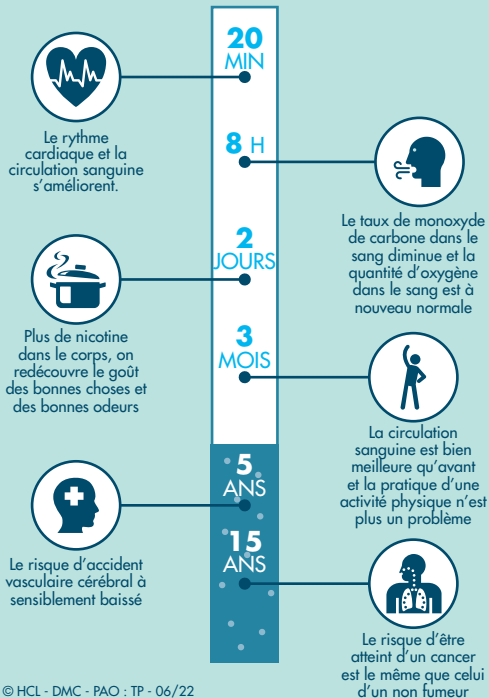 20
MIN
Le rythme
cardiaque et la
circulation sanguine
s'améliorent.
8 H
Le taux de monoxyde
de carbone dans le
sang diminue et la
quantité d'oxygène
dans le sang est à
nouveau normale
2
JOURS
Plus de nicotine
dans le corps, on
redécouvre le goût
des bonnes choses et
des bonnes odeurs
3
MOIS
La circulation
sanguine est bien
meilleure qu'avant
et la pratique d'une
activité physique n'est
plus un problème
5
ANS
Le risque d'accident
vasculaire cérébral à
sensiblement baissé
15
ANS
Le risque d'être
atteint d'un cancer
est le même que celui
d'un non fumeur
© HCL - DMC - PAO : TP - 06/22